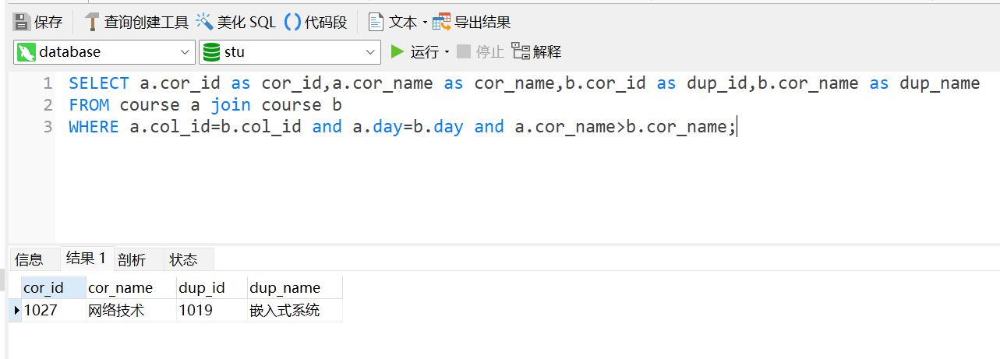 保存 查询创建工具 美化 SQL 代码段 文本 导出结果
database stu 运行 停止 解释
1 SELECT a.cor_id as cor_id,a.cor_name as cor_name,b.cor_id as dup_id,b.cor_name as dup_name
2 FROM course a join course b
3 WHERE a.col_id=b.col_id and a.day=b.day and a.cor_name>b.cor_name;
信息 结果 1 剖析 状态
cor_id cor_name dup_id dup_name
1027 网络技术 1019 嵌入式系统